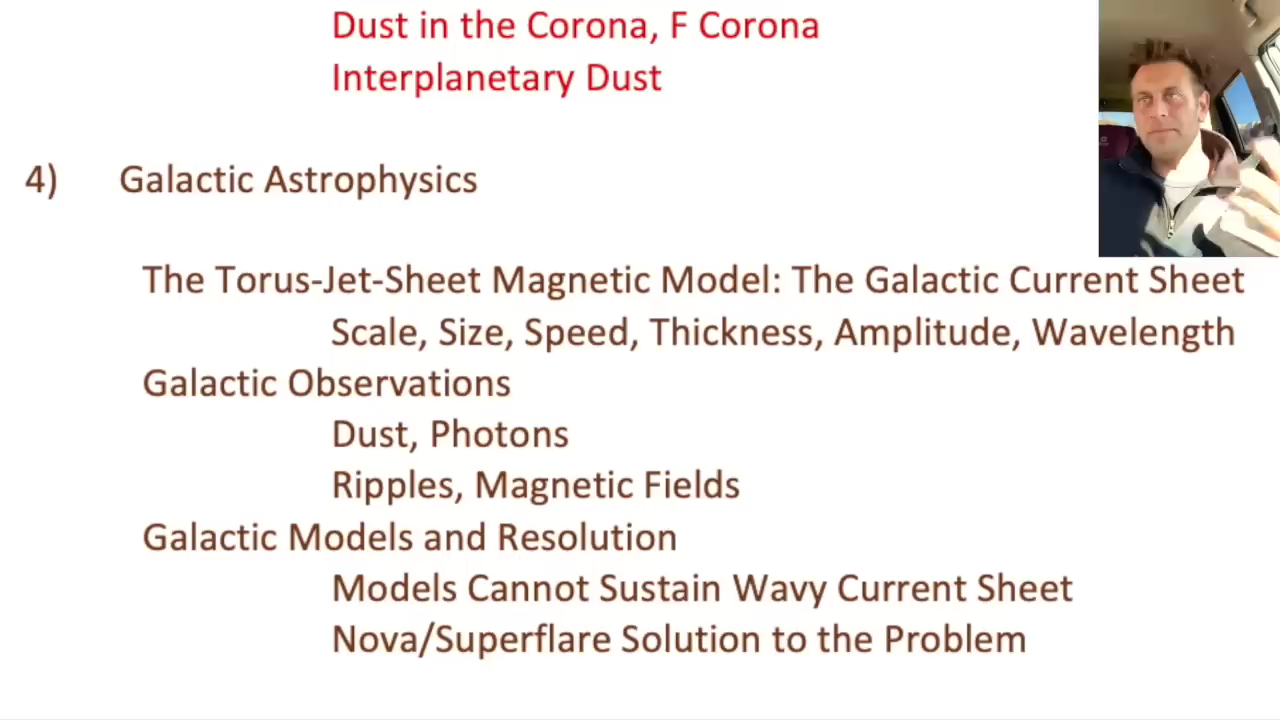 Dust in the Corona, F Corona
Interplanetary Dust
4) Galactic Astrophysics
The Torus-Jet-Sheet Magnetic Model: The Galactic Current Sheet
Scale, Size, Speed, Thickness, Amplitude, Wavelength
Galactic Observations
Dust, Photons
Ripples, Magnetic Fields
Galactic Models and Resolution
Models Cannot Sustain Wavy Current Sheet
Nova/Superflare Solution to the Problem